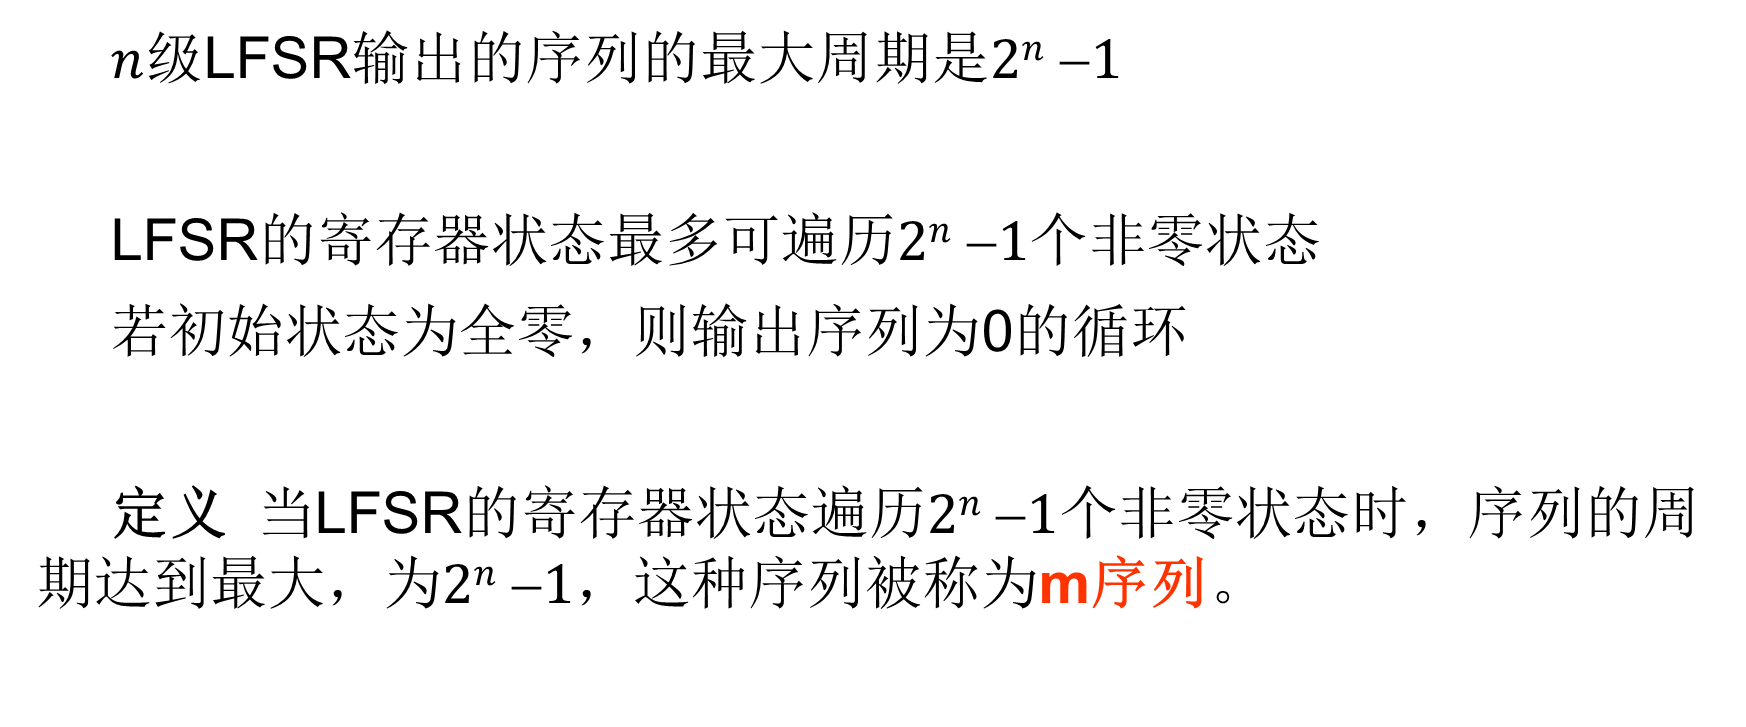 n级LFSR输出的序列的最大周期是2ⁿ –1
LFSR的寄存器状态最多可遍历2ⁿ –1个非零状态
若初始状态为全零，则输出序列为0的循环
定义 当LFSR的寄存器状态遍历2ⁿ –1个非零状态时，序列的周
期达到最大，为2ⁿ –1，这种序列被称为m序列。